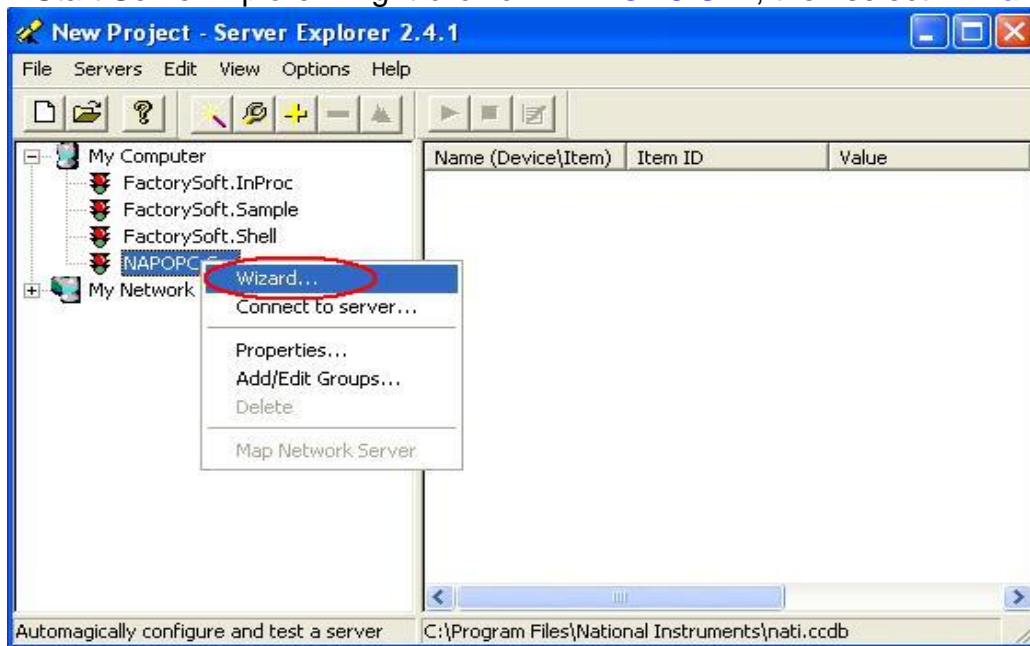 New Project - Server Explorer 2.4.1
File Servers Edit View Options Help
My Computer
FactorySoft.InProc
FactorySoft.Sample
FactorySoft.Shell
NAPOPC
My Network
Wizard...
Connect to server...
Properties...
Add/Edit Groups...
Delete
Map Network Server
Name (Device\Item) Item ID Value
Automagically configure and test a server C:\Program Files\National Instruments\nati.ccdb